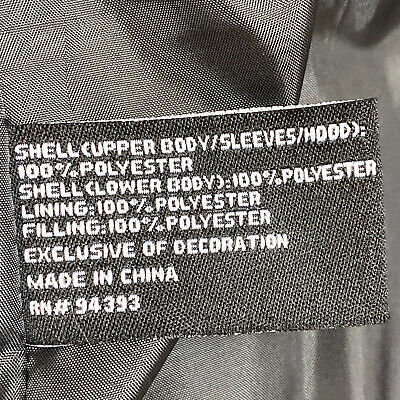 SHELL(UPPER BODY/SLEEVES/HOOD):
100%POLYESTER
SHELL(LOWER BODY):100%POLYESTER
LINING:100%POLYESTER
FILLING:100%POLYESTER
EXCLUSIVE OF DECORATION
MADE IN CHINA
RN# 94393